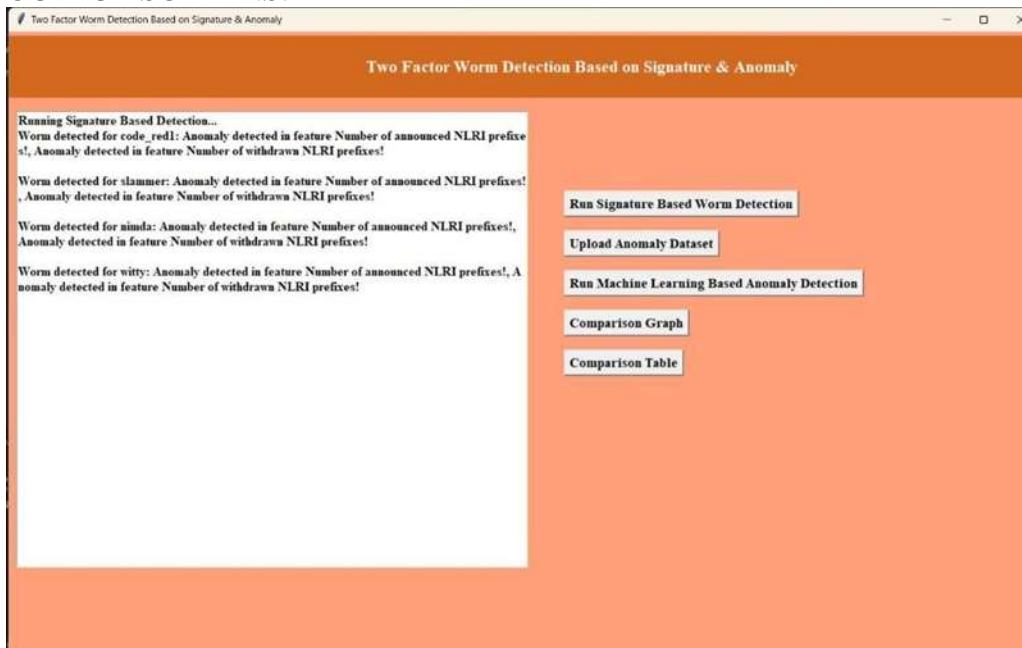 Two Factor Worm Detection Based on Signature & Anomaly
Two Factor Worm Detection Based on Signature & Anomaly
Running Signature Based Detection...
Worm detected for code_red1: Anomaly detected in feature Number of announced NLRI prefixe
s!, Anomaly detected in feature Number of withdrawn NLRI prefixes!
Worm detected for slammer: Anomaly detected in feature Number of announced NLRI prefixes!
, Anomaly detected in feature Number of withdrawn NLRI prefixes!
Worm detected for nimda: Anomaly detected in feature Number of announced NLRI prefixes!,
Anomaly detected in feature Number of withdrawn NLRI prefixes!
Worm detected for witty: Anomaly detected in feature Number of announced NLRI prefixes!, A
nomaly detected in feature Number of withdrawn NLRI prefixes!
Run Signature Based Worm Detection
Upload Anomaly Dataset
Run Machine Learning Based Anomaly Detection
Comparison Graph
Comparison Table